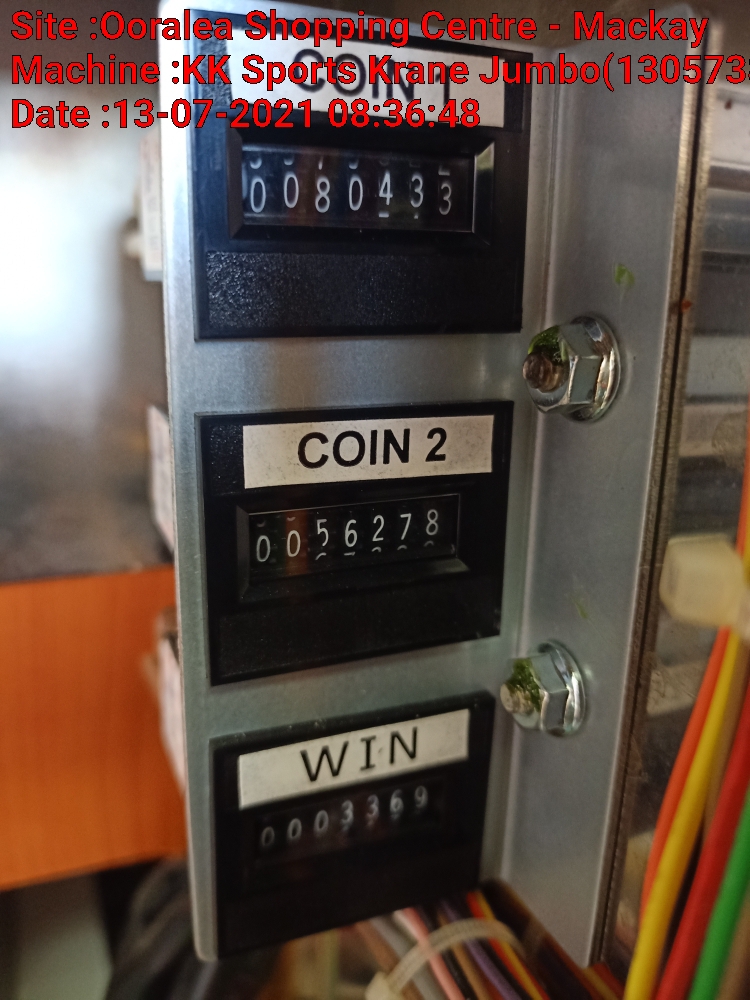 Site :Ooralea Shopping Centre - Mackay
Machine :KK Sports Krane Jumbo(1305738
Date :13-07-2021 08:36:48
COIN 1
0080433
COIN 2
0056278
WIN
0003369